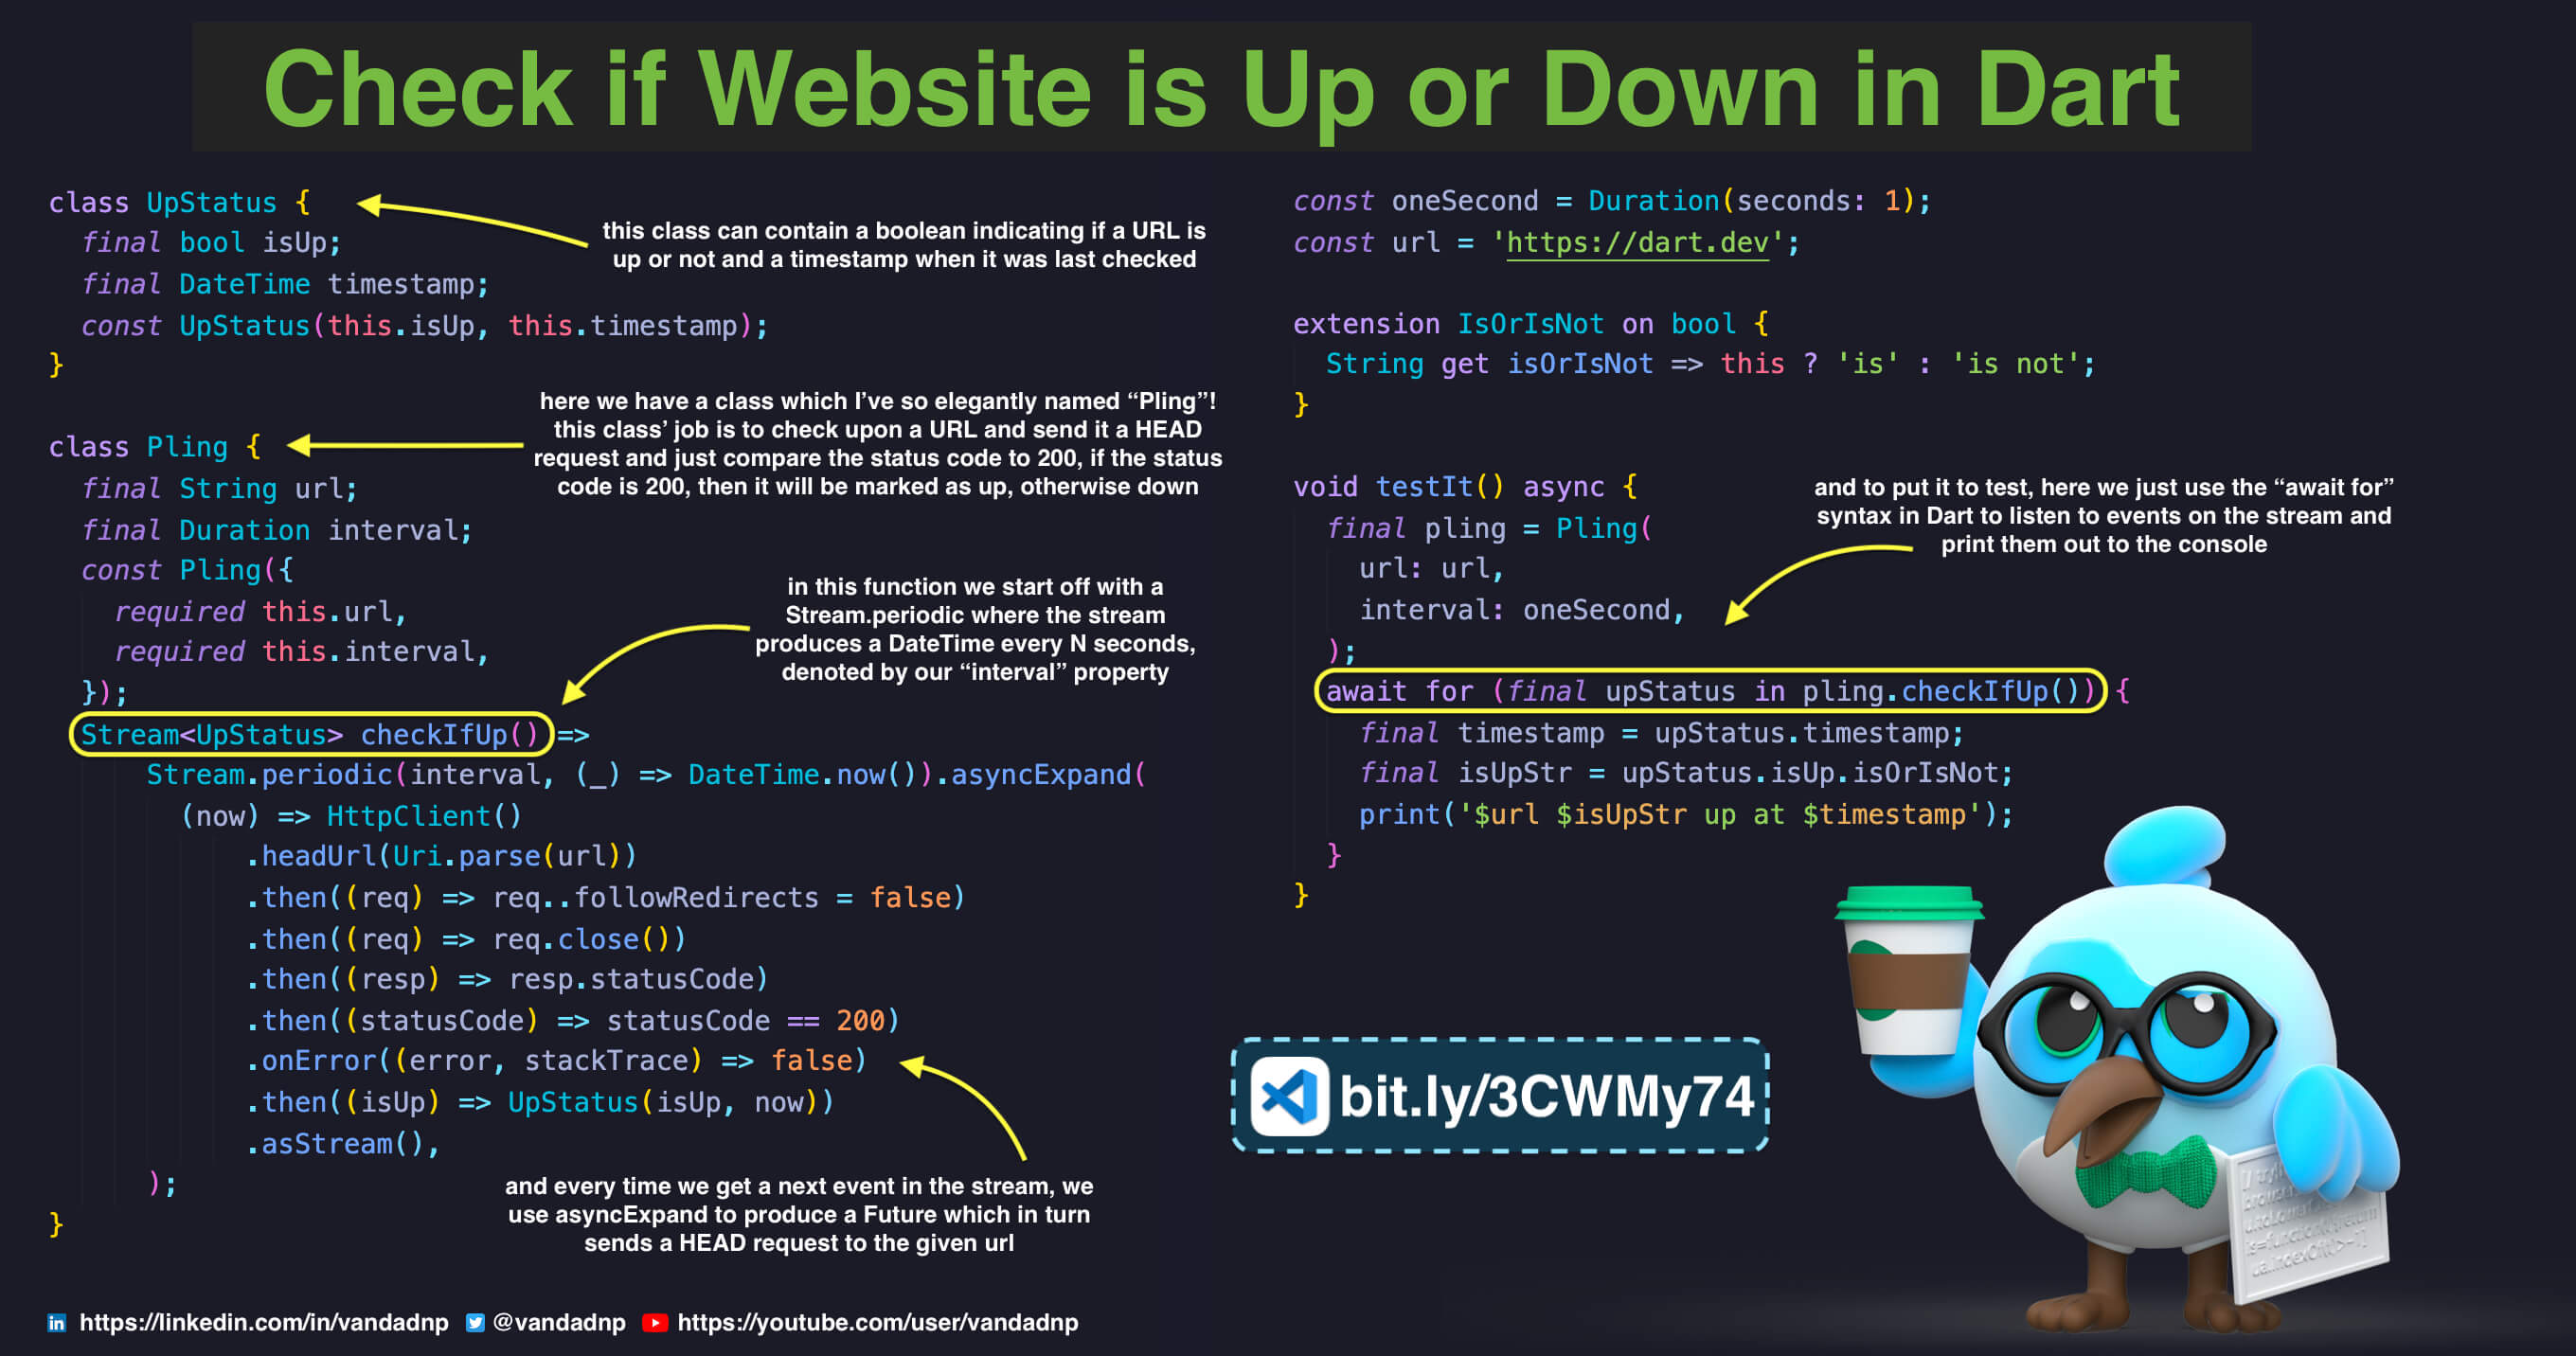 Check if Website is Up or Down in Dart
class UpStatus {
  final bool isUp;
  final DateTime timestamp;
  const UpStatus(this.isUp, this.timestamp);
}
this class can contain a boolean indicating if a URL is
up or not and a timestamp when it was last checked
here we have a class which I’ve so elegantly named “Pling”!
this class’ job is to check upon a URL and send it a HEAD
request and just compare the status code to 200, if the status
code is 200, then it will be marked as up, otherwise down
class Pling {
  final String url;
  final Duration interval;
  const Pling({
    required this.url,
    required this.interval,
  });
in this function we start off with a
Stream.periodic where the stream
produces a DateTime every N seconds,
denoted by our “interval” property
  Stream<UpStatus> checkIfUp() =>
      Stream.periodic(interval, (_) => DateTime.now()).asyncExpand(
        (now) => HttpClient()
            .headUrl(Uri.parse(url))
            .then((req) => req..followRedirects = false)
            .then((req) => req.close())
            .then((resp) => resp.statusCode)
            .then((statusCode) => statusCode == 200)
            .onError((error, stackTrace) => false)
            .then((isUp) => UpStatus(isUp, now))
            .asStream(),
      );
}
and every time we get a next event in the stream, we
use asyncExpand to produce a Future which in turn
sends a HEAD request to the given url
const oneSecond = Duration(seconds: 1);
const url = 'https://dart.dev';
extension IsOrIsNot on bool {
  String get isOrIsNot => this ? 'is' : 'is not';
}
void testIt() async {
  final pling = Pling(
    url: url,
    interval: oneSecond,
  );
and to put it to test, here we just use the “await for”
syntax in Dart to listen to events on the stream and
print them out to the console
  await for (final upStatus in pling.checkIfUp()) {
    final timestamp = upStatus.timestamp;
    final isUpStr = upStatus.isUp.isOrIsNot;
    print('$url $isUpStr up at $timestamp');
  }
}
bit.ly/3CWMy74
https://linkedin.com/in/vandadnp @vandadnp https://youtube.com/user/vandadnp